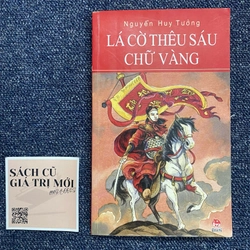 Nguyễn Huy Tưởng
LÁ CỜ THÊU SÁU
CHỮ VÀNG
SÁCH CŨ
GIÁ TRỊ MỚI